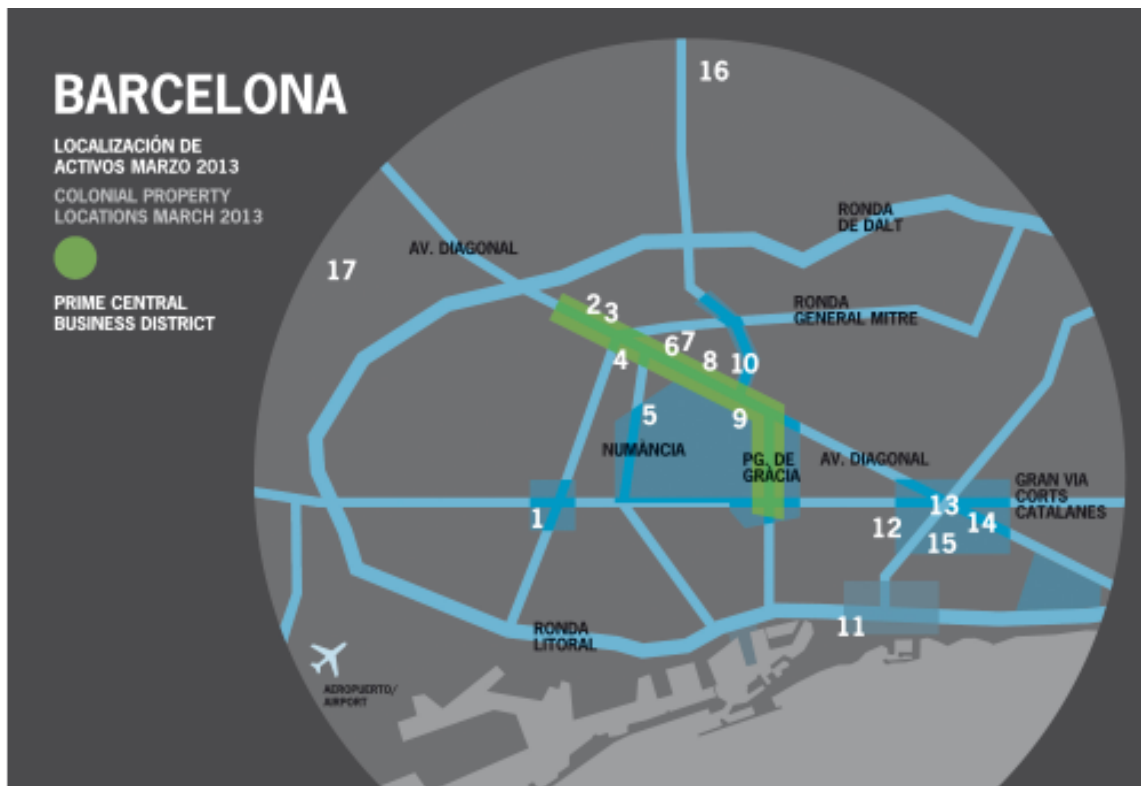 BARCELONA
LOCALIZACIÓN DE
ACTIVOS MARZO 2013
COLONIAL PROPERTY
LOCATIONS MARCH 2013
PRIME CENTRAL
BUSINESS DISTRICT
16
RONDA
DE DALT
AV. DIAGONAL
17
2
3
RONDA
GENERAL MITRE
4
6
7
8
10
5
9
NUMÀNCIA
PG. DE
GRÀCIA
AV. DIAGONAL
GRAN VIA
CORTS
CATALANES
1
12
13
14
15
11
RONDA
LITORAL
AEROPUERTO/
AIRPORT